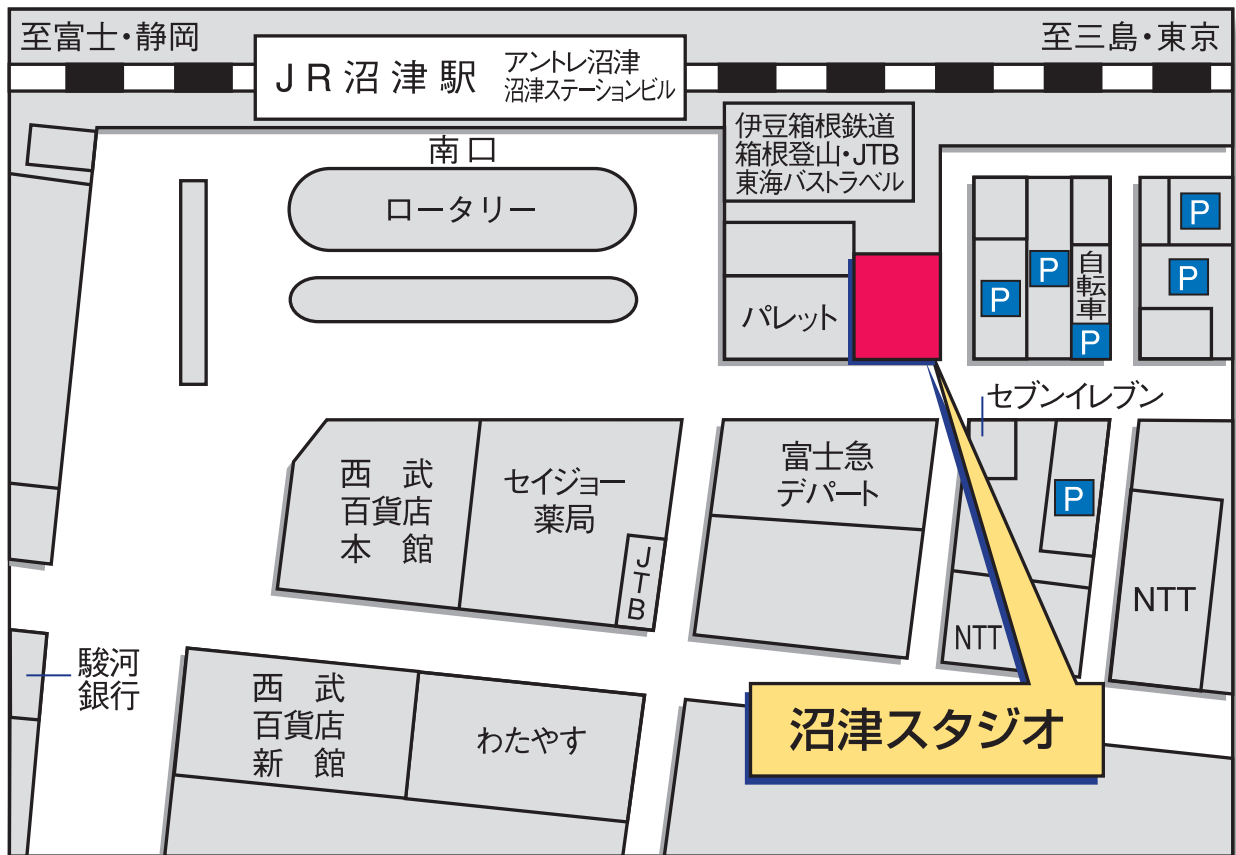 至富士・静岡
至三島・東京
JR沼津駅
アントレ沼津
沼津ステーションビル
南口
ロータリー
伊豆箱根鉄道
箱根登山・JTB
東海バストラベル
パレット
P
P
自転車
P
P
P
セブンイレブン
西武
百貨店
本館
セイジョー
薬局
JTB
富士急
デパート
P
NTT
NTT
駿河
銀行
西武
百貨店
新館
わたやす
沼津スタジオ